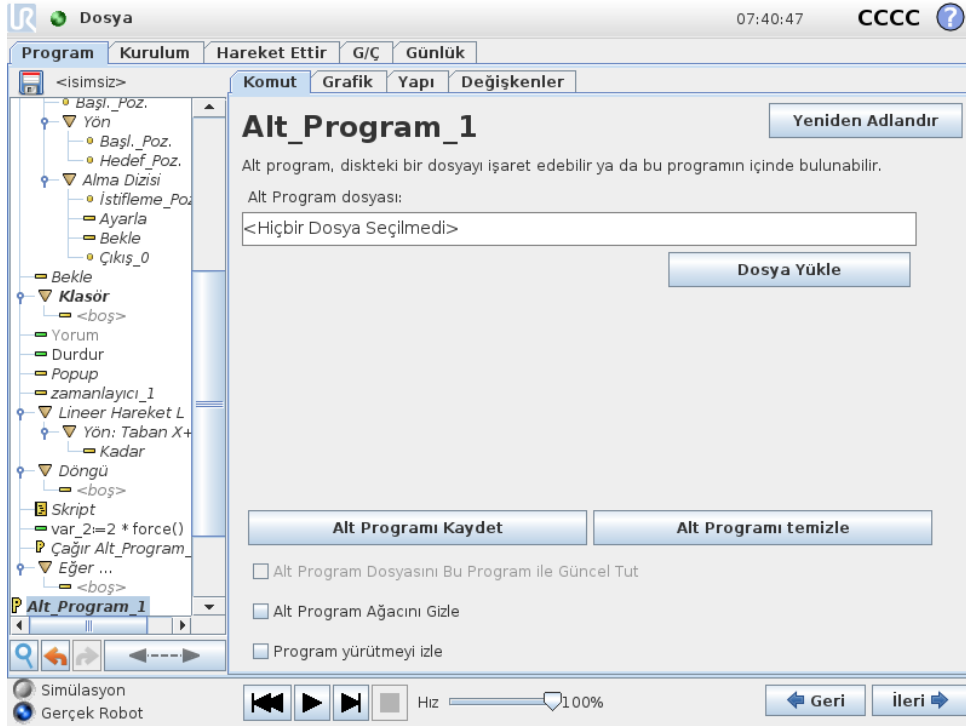 UR Dosya 07:40:47 CCCC ?
Program Kurulum Hareket Ettir G/Ç Günlük
<isimsiz>
Komut Grafik Yapı Değişkenler
Başl._Poz.
Yön
Başl._Poz.
Hedef_Poz.
Alma Dizisi
İstifleme_Poz
Ayarla
Bekle
Çıkış_0
Bekle
Klasör
<boş>
Yorum
Durdur
Popup
zamanlayıcı_1
Lineer Hareket L
Yön: Taban X+
Kadar
Döngü
<boş>
Skript
var_2:=2 * force()
Çağır Alt_Program_
Eğer ...
<boş>
Alt_Program_1
Alt_Program_1
Yeniden Adlandır
Alt program, diskteki bir dosyayı işaret edebilir ya da bu programın içinde bulunabilir.
Alt Program dosyası:
<Hiçbir Dosya Seçilmedi>
Dosya Yükle
Alt Programı Kaydet Alt Programı temizle
Alt Program Dosyasını Bu Program ile Güncel Tut
Alt Program Ağacını Gizle
Program yürütmeyi izle
Simülasyon
Gerçek Robot
Hız 100%
Geri İleri